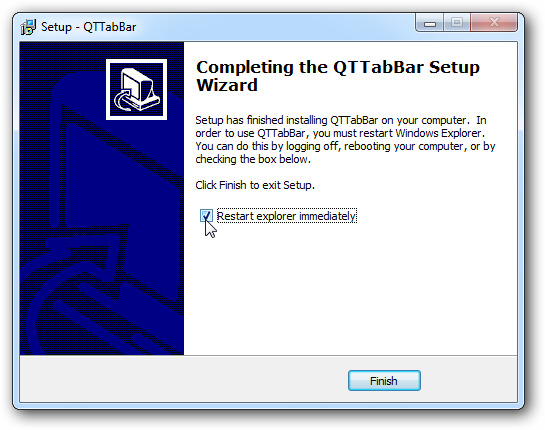 Setup - QTTabBar
Completing the QTTabBar Setup
Wizard
Setup has finished installing QTTabBar on your computer.  In
order to use QTTabBar, you must restart Windows Explorer.
You can do this by logging off, rebooting your computer, or by
checking the box below.
Click Finish to exit Setup.
Restart explorer immediately
Finish